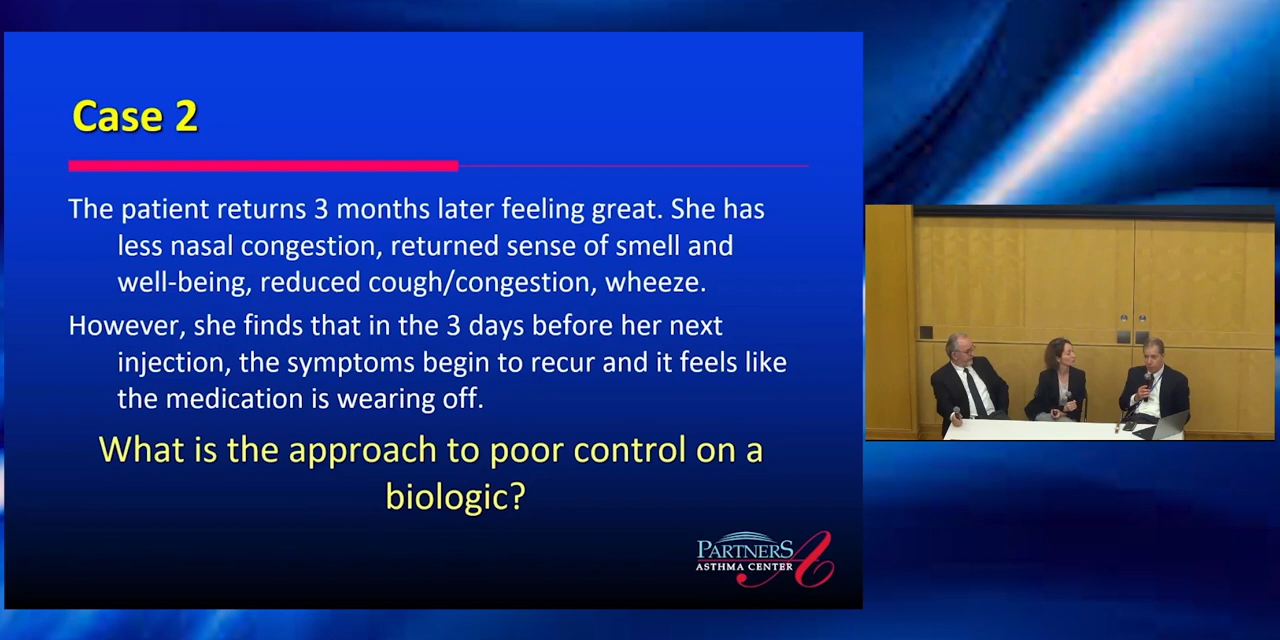 Case 2
The patient returns 3 months later feeling great. She has
less nasal congestion, returned sense of smell and
well-being, reduced cough/congestion, wheeze.
However, she finds that in the 3 days before her next
injection, the symptoms begin to recur and it feels like
the medication is wearing off.
What is the approach to poor control on a
biologic?
PARTNERS
ASTHMA CENTER